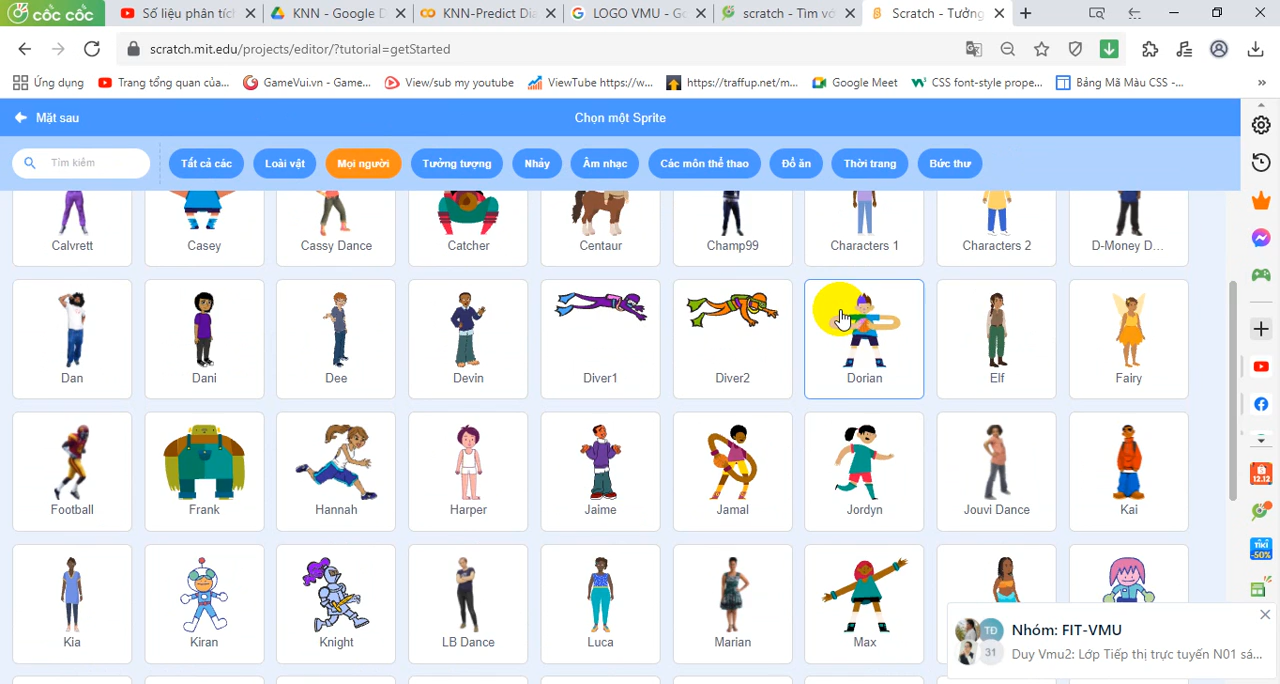 CỐC CỐC
Số liệu phân tích
KNN - Google D
KNN-Predict Dia
LOGO VMU - Go
scratch - Tìm vớ
Scratch - Tưởng
scratch.mit.edu/projects/editor/?tutorial=getStarted
Ứng dụng
Trang tổng quan của...
GameVui.vn - Game...
View/sub my youtube
ViewTube https://w...
https://traffup.net/m...
Google Meet
CSS font-style prope...
Bảng Mã Màu CSS -...
Mặt sau
Chọn một Sprite
Tìm kiếm
Tất cả các
Loài vật
Mọi người
Tưởng tượng
Nhảy
Âm nhạc
Các môn thể thao
Đồ ăn
Thời trang
Bức thư
Calvrett
Casey
Cassy Dance
Catcher
Centaur
Champ99
Characters 1
Characters 2
D-Money D...
Dan
Dani
Dee
Devin
Diver1
Diver2
Dorian
Elf
Fairy
Football
Frank
Hannah
Harper
Jaime
Jamal
Jordyn
Jouvi Dance
Kai
Kia
Kiran
Knight
LB Dance
Luca
Marian
Max
12.12
TIKI
-50%
TĐ
31
Nhóm: FIT-VMU
Duy Vmu2: Lớp Tiếp thị trực tuyến N01 sá...